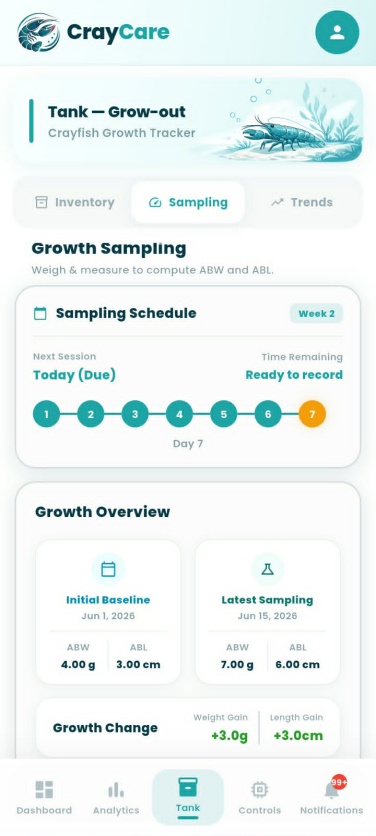 CrayCare
Tank — Grow-out
Crayfish Growth Tracker
Inventory
Sampling
Trends
Growth Sampling
Weigh & measure to compute ABW and ABL.
Sampling Schedule
Week 2
Next Session
Time Remaining
Today (Due)
Ready to record
1 2 3 4 5 6 7
Day 7
Growth Overview
Initial Baseline
Jun 1, 2026
ABW ABL
4.00 g 3.00 cm
Latest Sampling
Jun 15, 2026
ABW ABL
7.00 g 6.00 cm
Growth Change
Weight Gain
+3.0g
Length Gain
+3.0cm
Dashboard
Analytics
Tank
Controls
99+
Notifications